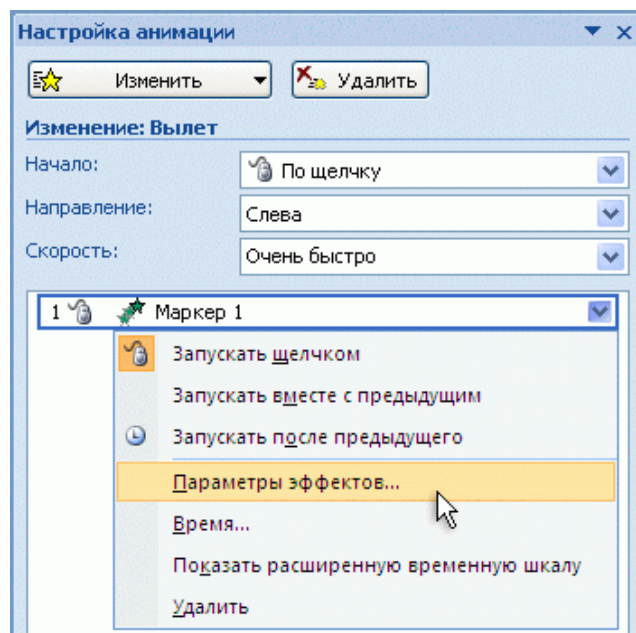 Настройка анимации
Изменить
Удалить
Изменение: Вылет
Начало:
По щелчку
Направление:
Слева
Скорость:
Очень быстро
1 Маркер 1
Запускать щелчком
Запускать вместе с предыдущим
Запускать после предыдущего
Параметры эффектов...
Время...
Показать расширенную временную шкалу
Удалить